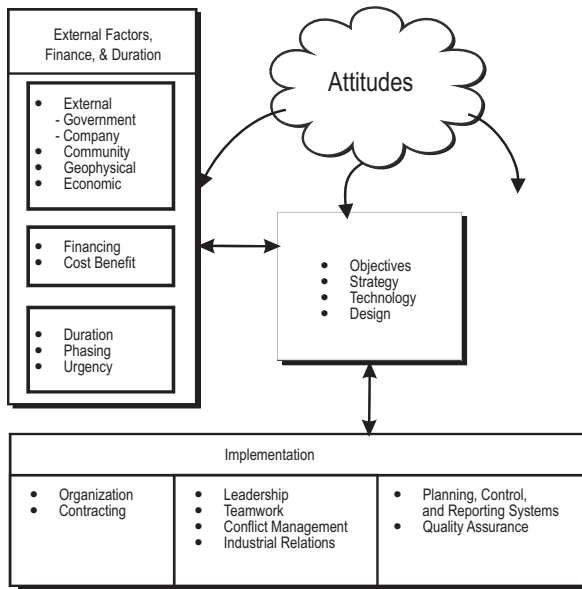 External Factors,
Finance, & Duration
• External
- Government
- Company
• Community
• Geophysical
• Economic
• Financing
• Cost Benefit
• Duration
• Phasing
• Urgency
Attitudes
• Objectives
• Strategy
• Technology
• Design
Implementation
• Organization
• Contracting
• Leadership
• Teamwork
• Conflict Management
• Industrial Relations
• Planning, Control,
and Reporting Systems
• Quality Assurance